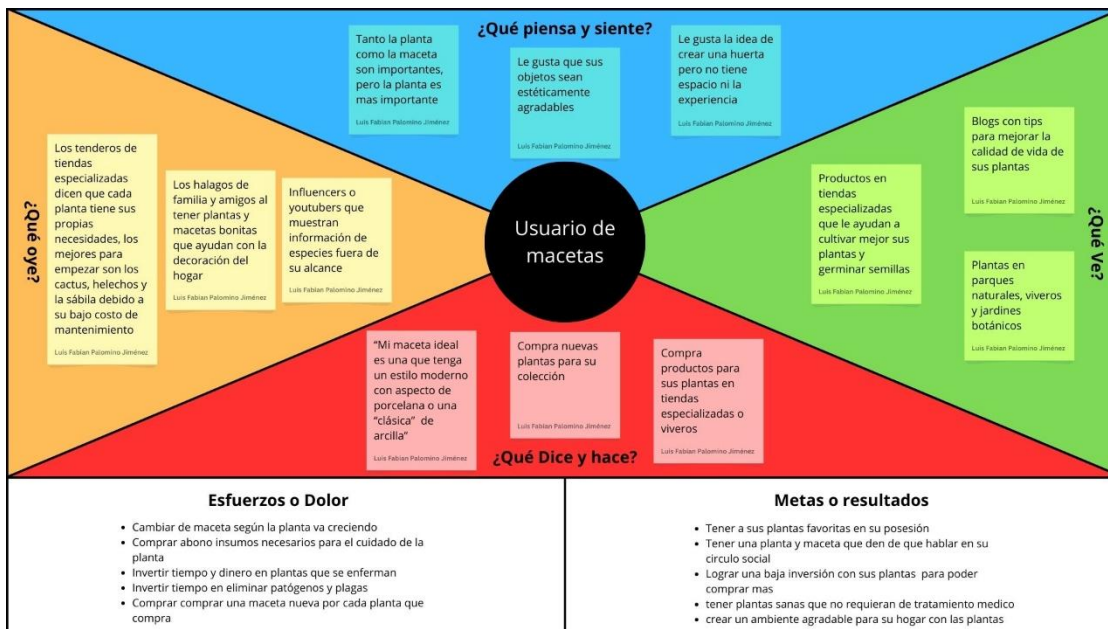 ¿Qué piensa y siente?
Tanto la planta
como la maceta
son importantes,
pero la planta es
mas importante
Luis Fabian Palomino Jiménez
Le gusta que sus
objetos sean
estéticamente
agradables
Luis Fabian Palomino Jiménez
Le gusta la idea de
crear una huerta
pero no tiene
espacio ni la
experiencia
Luis Fabian Palomino Jiménez
¿Qué oye?
Los tenderos de
tiendas
especializadas
dicen que cada
planta tiene sus
propias
necesidades, los
mejores para
empezar son los
cactus, helechos y
la sábila debido a
su bajo costo de
mantenimiento
Luis Fabian Palomino Jiménez
Los halagos de
familia y amigos al
tener plantas y
macetas bonitas
que ayudan con la
decoración del
hogar
Luis Fabian Palomino Jiménez
Influencers o
youtubers que
muestran
información de
especies fuera de
su alcance
Luis Fabian Palomino Jiménez
Usuario de
macetas
Productos en
tiendas
especializadas
que le ayudan a
cultivar mejor sus
plantas y
germinar semillas
Luis Fabian Palomino Jiménez
Blogs con tips
para mejorar la
calidad de vida de
sus plantas
Luis Fabian Palomino Jiménez
Plantas en
parques
naturales, viveros
y jardines
botánicos
Luis Fabian Palomino Jiménez
¿Qué Ve?
“Mi maceta ideal
es una que tenga
un estilo moderno
con aspecto de
porcelana o una
“clásica” de
arcilla”
Luis Fabian Palomino Jiménez
Compra nuevas
plantas para su
colección
Luis Fabian Palomino Jiménez
Compra
productos para
sus plantas en
tiendas
especializadas o
viveros
Luis Fabian Palomino Jiménez
¿Qué Dice y hace?
Esfuerzos o Dolor
• Cambiar de maceta según la planta va creciendo
• Comprar abono insumos necesarios para el cuidado de la
planta
• Invertir tiempo y dinero en plantas que se enferman
• Invertir tiempo en eliminar patógenos y plagas
• Comprar comprar una maceta nueva por cada planta que
compra
Metas o resultados
• Tener a sus plantas favoritas en su posesión
• Tener una planta y maceta que den de que hablar en su
circulo social
• Lograr una baja inversión con sus plantas para poder
comprar mas
• tener plantas sanas que no requieran de tratamiento medico
• crear un ambiente agradable para su hogar con las plantas